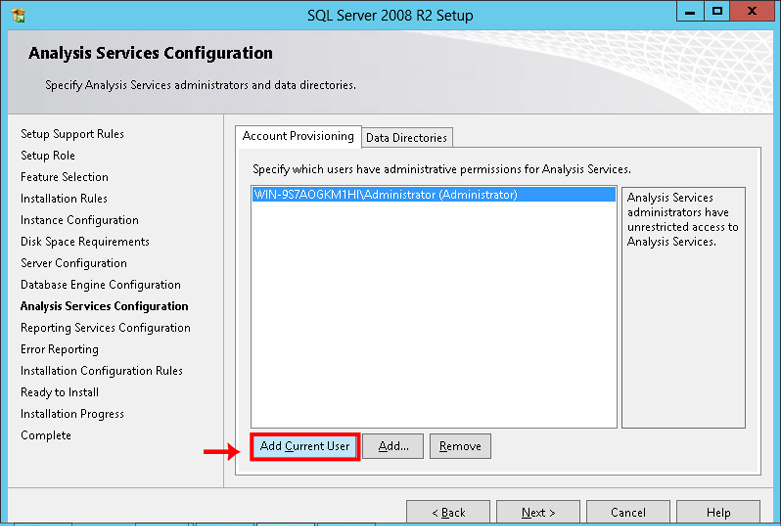 SQL Server 2008 R2 Setup
Analysis Services Configuration
Specify Analysis Services administrators and data directories.
Setup Support Rules
Setup Role
Feature Selection
Installation Rules
Instance Configuration
Disk Space Requirements
Server Configuration
Database Engine Configuration
Analysis Services Configuration
Reporting Services Configuration
Error Reporting
Installation Configuration Rules
Ready to Install
Installation Progress
Complete
Account Provisioning
Data Directories
Specify which users have administrative permissions for Analysis Services.
WIN-9S7AOGKM1HI\Administrator (Administrator)
Analysis Services
administrators have
unrestricted access to
Analysis Services.
Add Current User
Add...
Remove
< Back
Next >
Cancel
Help